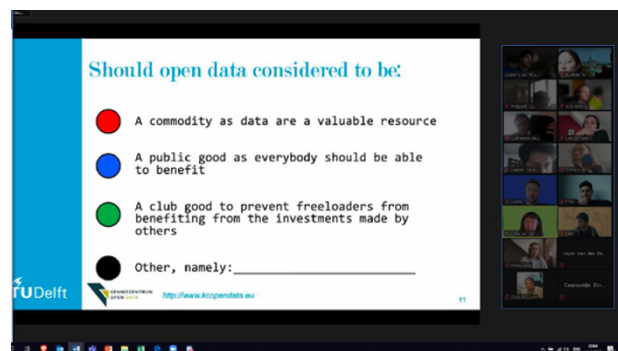 Should open data considered to be:
A commodity as data are a valuable resource
A public good as everybody should be able
to benefit
A club good to prevent freeloaders from
benefiting from the investments made by
others
Other, namely:
TUDelft
KENNISCENTRUM
OPEN DATA
http://www.kcopendata.eu
11